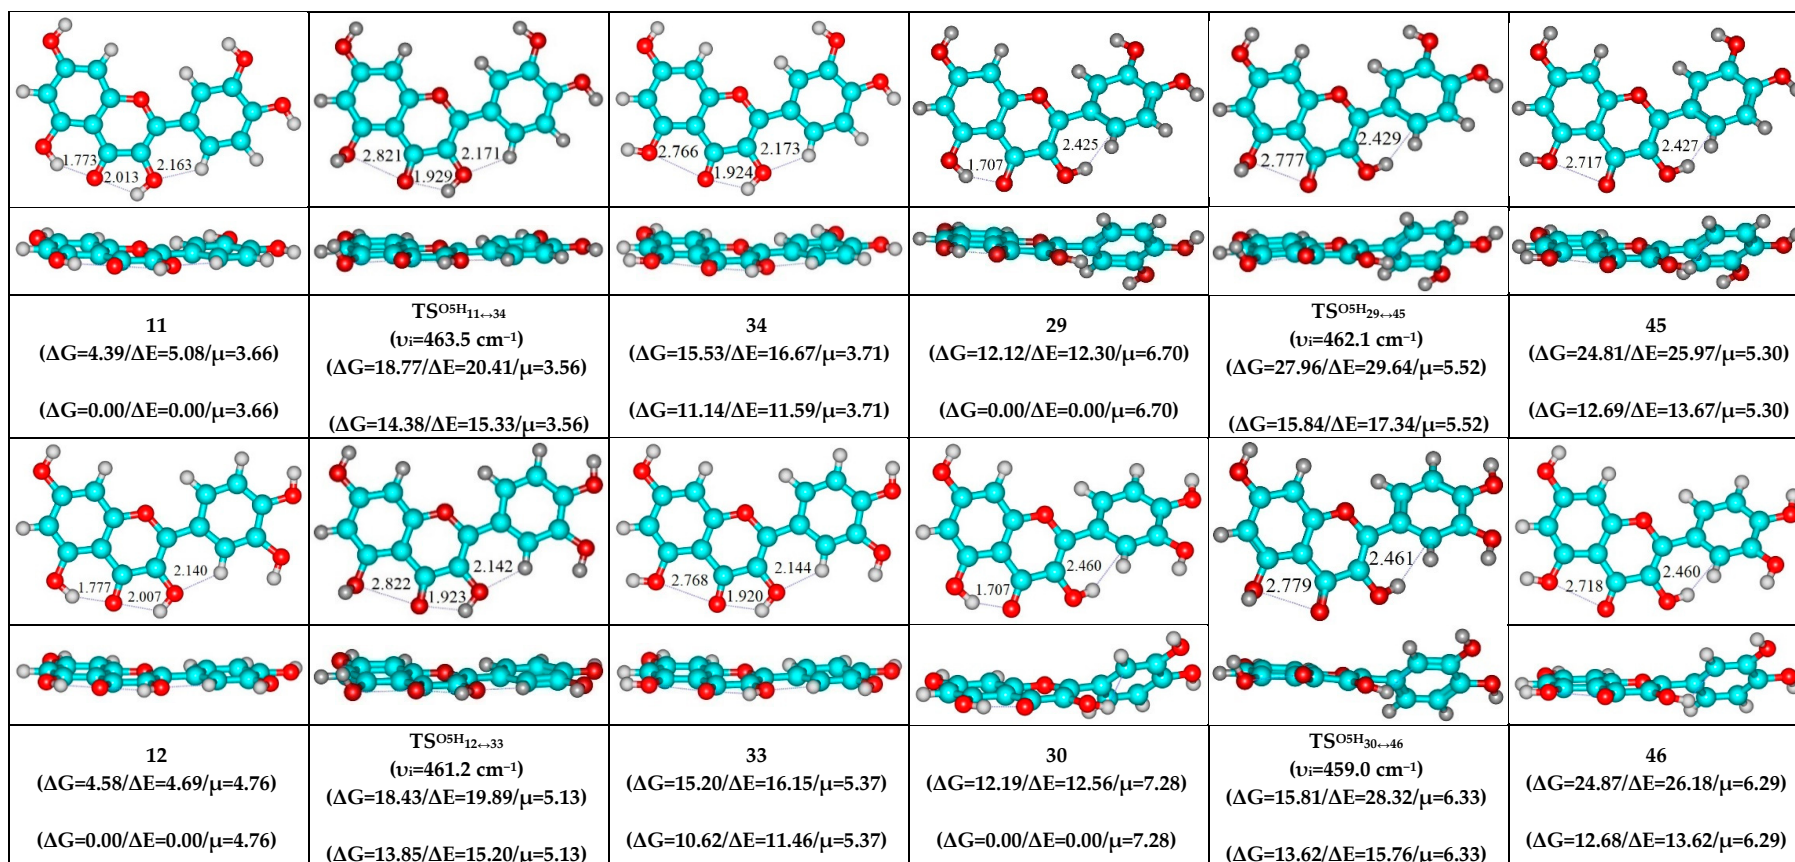 1.773
2.013
2.163
2.821
1.929
2.171
2.766
1.924
2.173
1.707
2.425
2.777
2.429
2.717
2.427
11
(ΔG=4.39/ΔE=5.08/μ=3.66)
(ΔG=0.00/ΔE=0.00/μ=3.66)
TS^O5H_11↔34
(υi=463.5 cm⁻¹)
(ΔG=18.77/ΔE=20.41/μ=3.56)
(ΔG=14.38/ΔE=15.33/μ=3.56)
34
(ΔG=15.53/ΔE=16.67/μ=3.71)
(ΔG=11.14/ΔE=11.59/μ=3.71)
29
(ΔG=12.12/ΔE=12.30/μ=6.70)
(ΔG=0.00/ΔE=0.00/μ=6.70)
TS^O5H_29↔45
(υi=462.1 cm⁻¹)
(ΔG=27.96/ΔE=29.64/μ=5.52)
(ΔG=15.84/ΔE=17.34/μ=5.52)
45
(ΔG=24.81/ΔE=25.97/μ=5.30)
(ΔG=12.69/ΔE=13.67/μ=5.30)
1.777
2.007
2.140
2.822
1.923
2.142
2.768
1.920
2.144
1.707
2.460
2.779
2.461
2.718
2.460
12
(ΔG=4.58/ΔE=4.69/μ=4.76)
(ΔG=0.00/ΔE=0.00/μ=4.76)
TS^O5H_12↔33
(υi=461.2 cm⁻¹)
(ΔG=18.43/ΔE=19.89/μ=5.13)
(ΔG=13.85/ΔE=15.20/μ=5.13)
33
(ΔG=15.20/ΔE=16.15/μ=5.37)
(ΔG=10.62/ΔE=11.46/μ=5.37)
30
(ΔG=12.19/ΔE=12.56/μ=7.28)
(ΔG=0.00/ΔE=0.00/μ=7.28)
TS^O5H_30↔46
(υi=459.0 cm⁻¹)
(ΔG=15.81/ΔE=28.32/μ=6.33)
(ΔG=13.62/ΔE=15.76/μ=6.33)
46
(ΔG=24.87/ΔE=26.18/μ=6.29)
(ΔG=12.68/ΔE=13.62/μ=6.29)